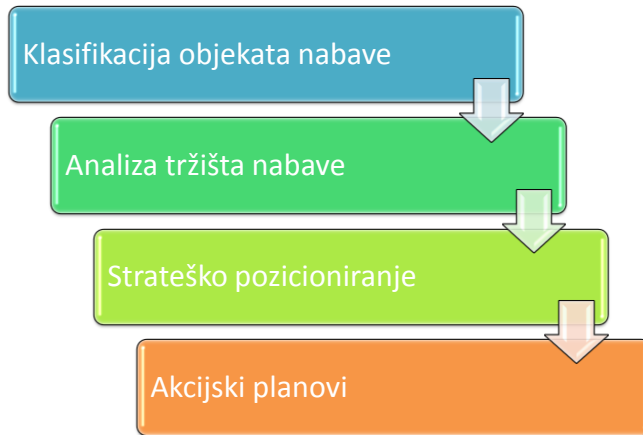 Klasifikacija objekata nabave
Analiza tržišta nabave
Strateško pozicioniranje
Akcijski planovi